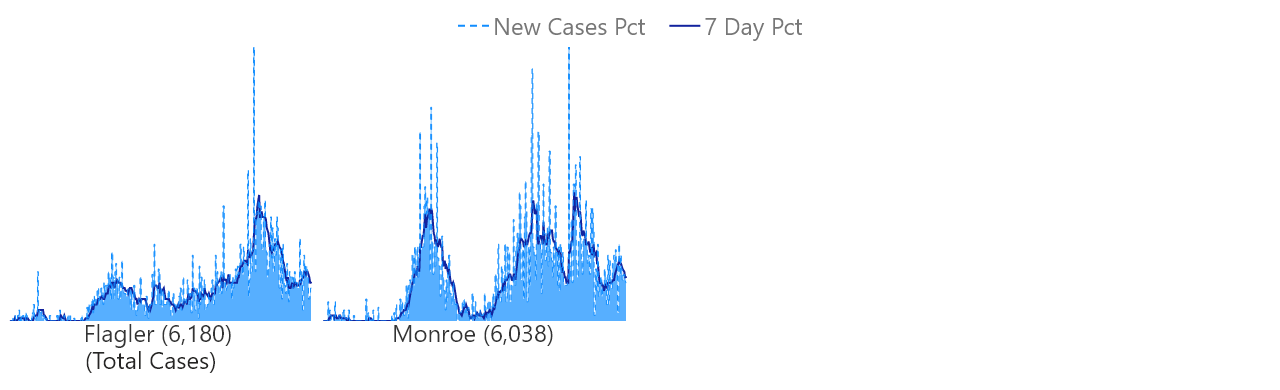 New Cases Pct 7 Day Pct
Flagler (6,180) Monroe (6,038)
(Total Cases)